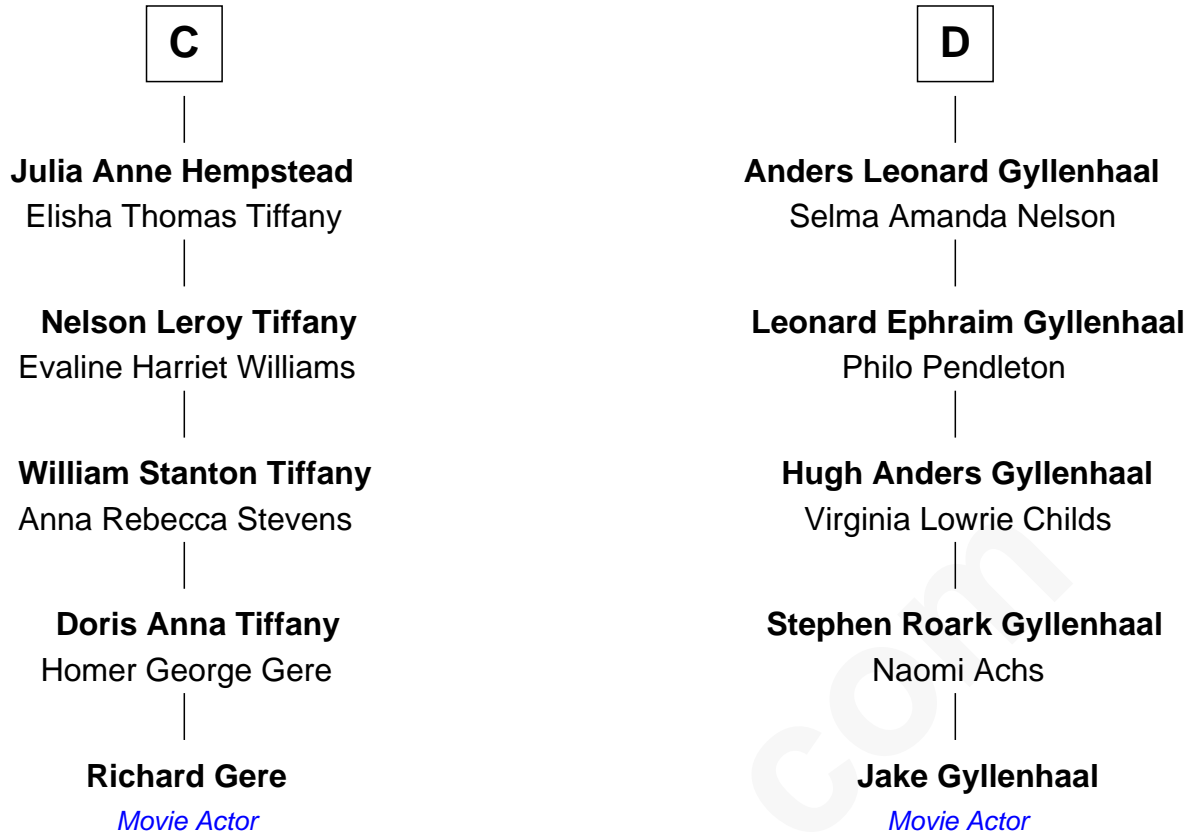 C
Julia Anne Hempstead
Elisha Thomas Tiffany
Nelson Leroy Tiffany
Evaline Harriet Williams
William Stanton Tiffany
Anna Rebecca Stevens
Doris Anna Tiffany
Homer George Gere
Richard Gere
Movie Actor
D
Anders Leonard Gyllenhaal
Selma Amanda Nelson
Leonard Ephraim Gyllenhaal
Philo Pendleton
Hugh Anders Gyllenhaal
Virginia Lowrie Childs
Stephen Roark Gyllenhaal
Naomi Achs
Jake Gyllenhaal
Movie Actor
com